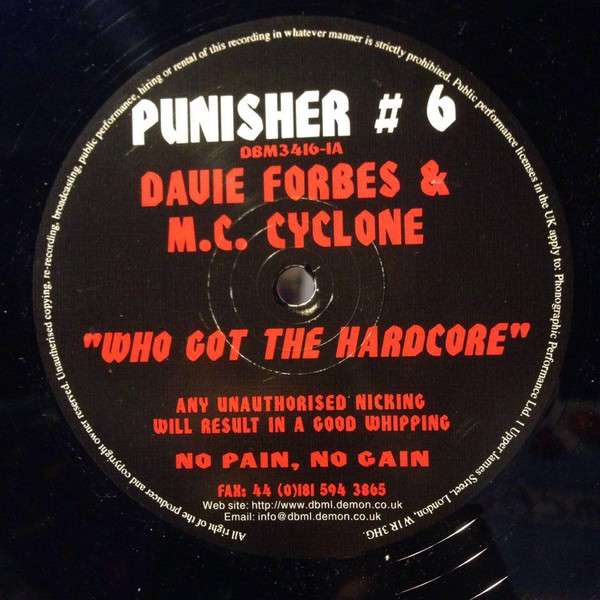 PUNISHER # 6
DBM3416-1A
DAVIE FORBES &
M.C. CYCLONE
"WHO GOT THE HARDCORE"
ANY UNAUTHORISED NICKING
WILL RESULT IN A GOOD WHIPPING
NO PAIN, NO GAIN
FAX: 44 (0)181 594 3865
Web site: http://www.dbml.demon.co.uk
Email: info@dbml.demon.co.uk
All right of the producer and copyright owner reserved. Unauthorised copying, re-recording, broadcasting, public performance, hiring or rental of this recording in whatever manner is strictly prohibited. Public performance licenses in the UK apply to: Phonographic Performance Ltd. 1 Upper James Street, London, W1R 3HG.